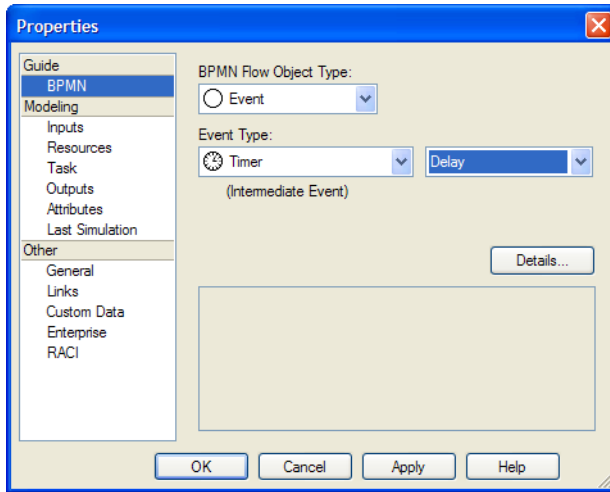 Properties
Guide
BPMN
Modeling
Inputs
Resources
Task
Outputs
Attributes
Last Simulation
Other
General
Links
Custom Data
Enterprise
RACI
BPMN Flow Object Type:
Event
Event Type:
Timer
Delay
(Intermediate Event)
Details...
OK
Cancel
Apply
Help